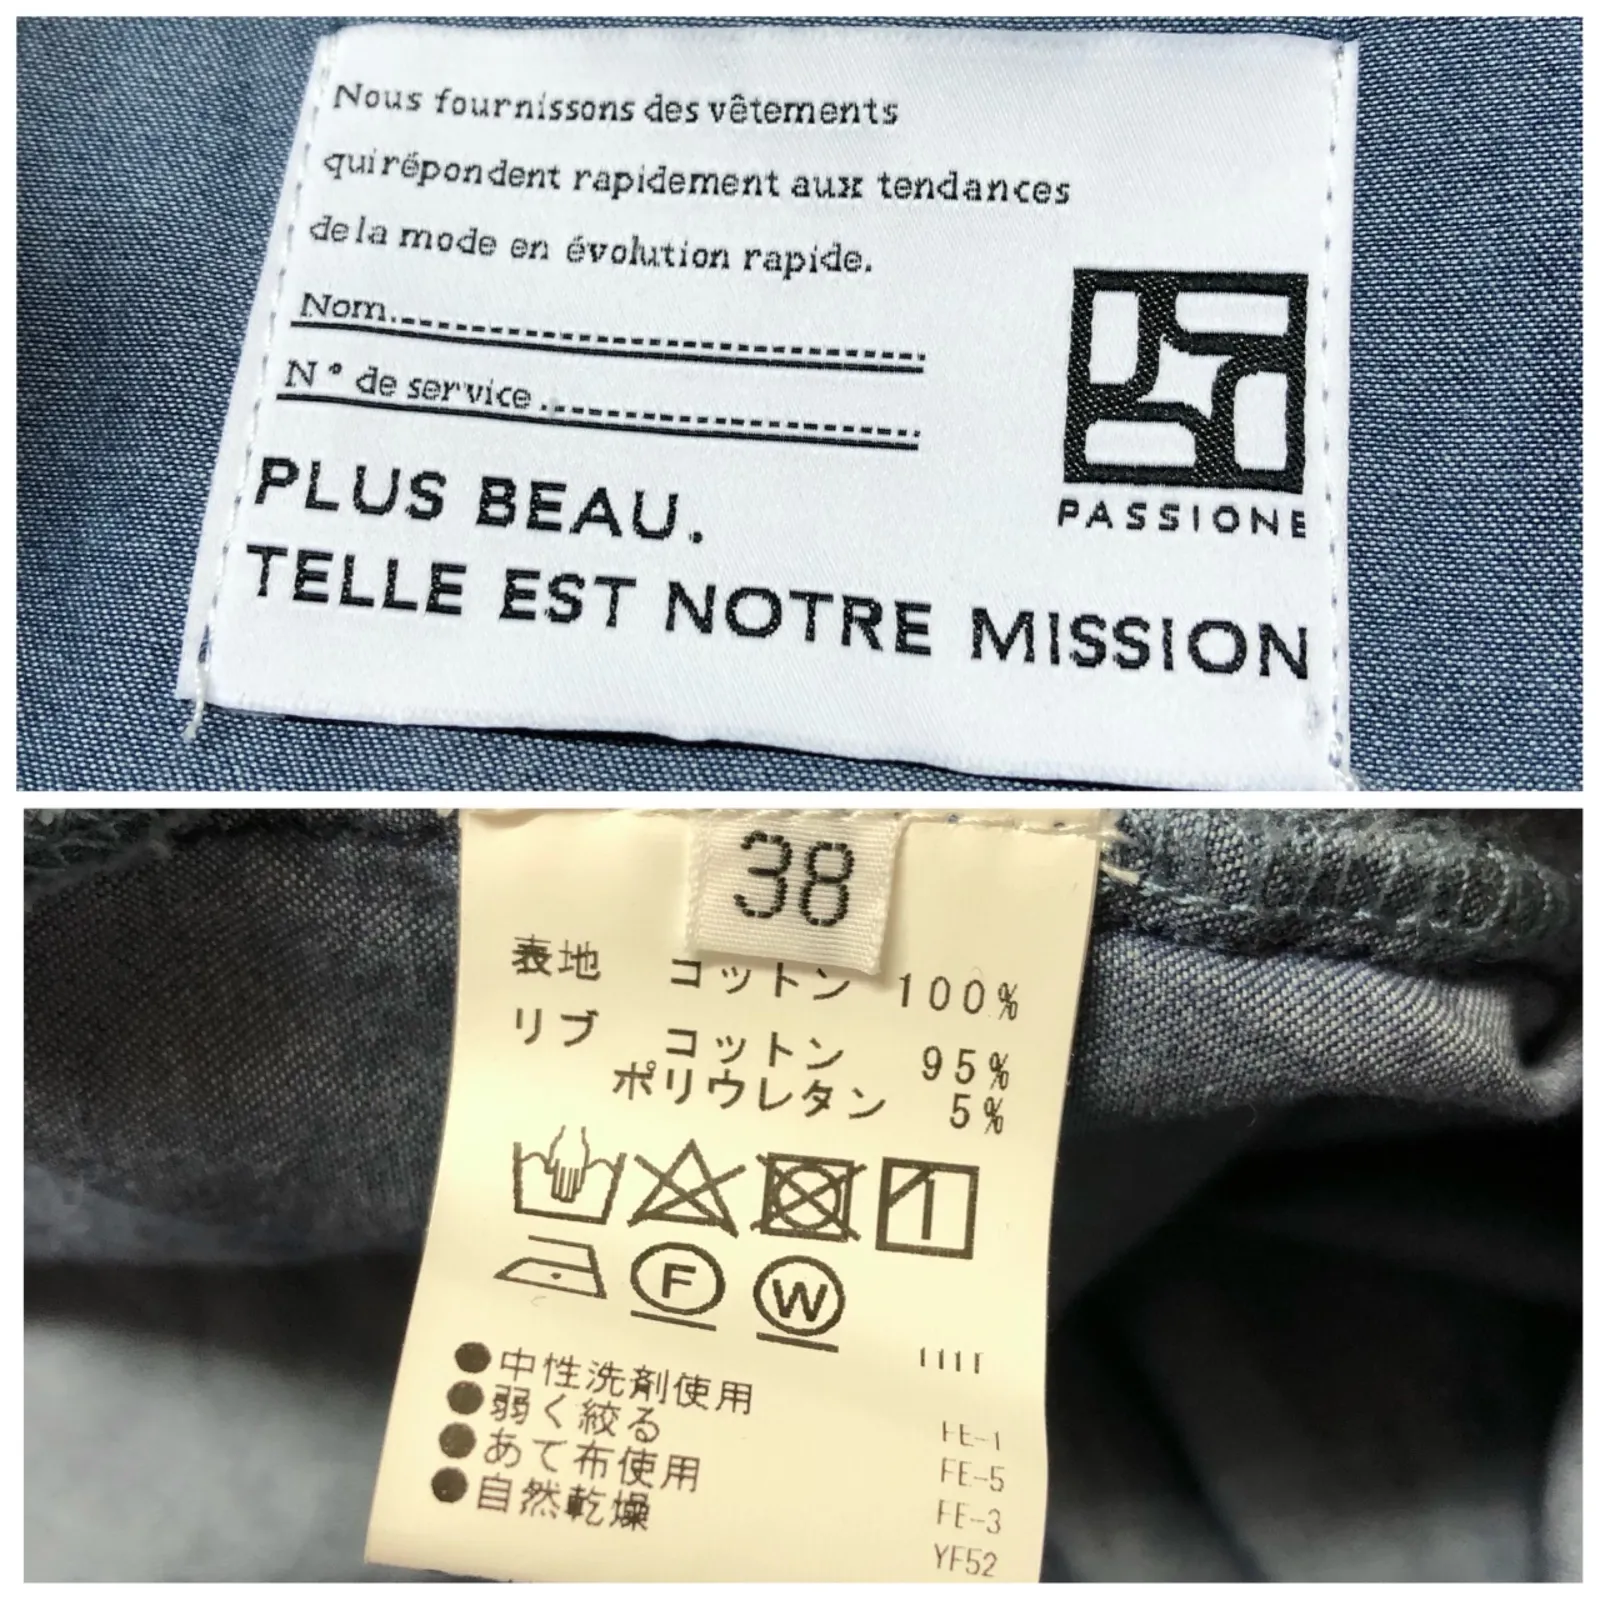 Nous fournissons des vêtements
qui répondent rapidement aux tendances
de la mode en évolution rapide.
Nom
N° de service
PLUS BEAU.
TELLE EST NOTRE MISSION
PASSIONE
38
表地 コットン 100%
リブ コットン 95%
ポリウレタン 5%
F W
●中性洗剤使用
●弱く絞る
●あて布使用
●自然乾燥
FE-1
FE-5
FE-3
YF52